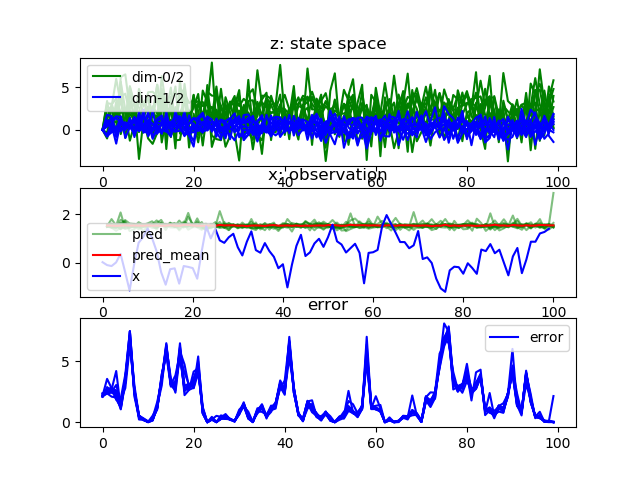 z: state space
dim-0/2
dim-1/2
5
0
0 20 40 60 80 100
x: observation
pred
pred_mean
x
2
0
0 20 40 60 80 100
error
error
5
0
0 20 40 60 80 100